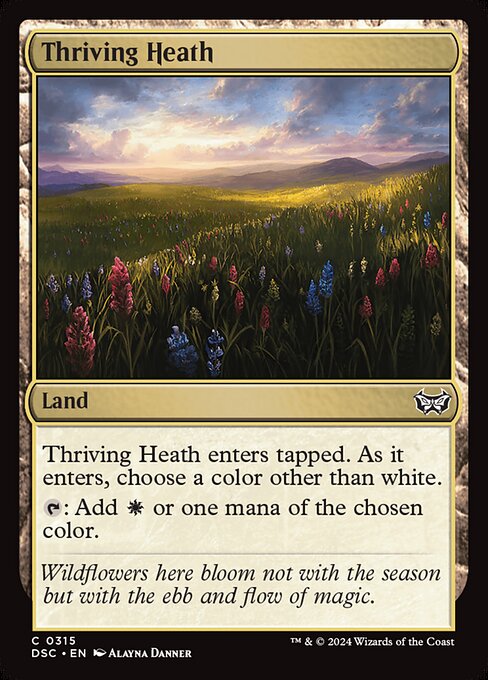 Thriving Heath
Land
Thriving Heath enters tapped. As it
enters, choose a color other than white.
: Add or one mana of the chosen
color.
Wildflowers here bloom not with the season
but with the ebb and flow of magic.
C 0315
DSC • EN Alayna Danner
™ & © 2024 Wizards of the Coast